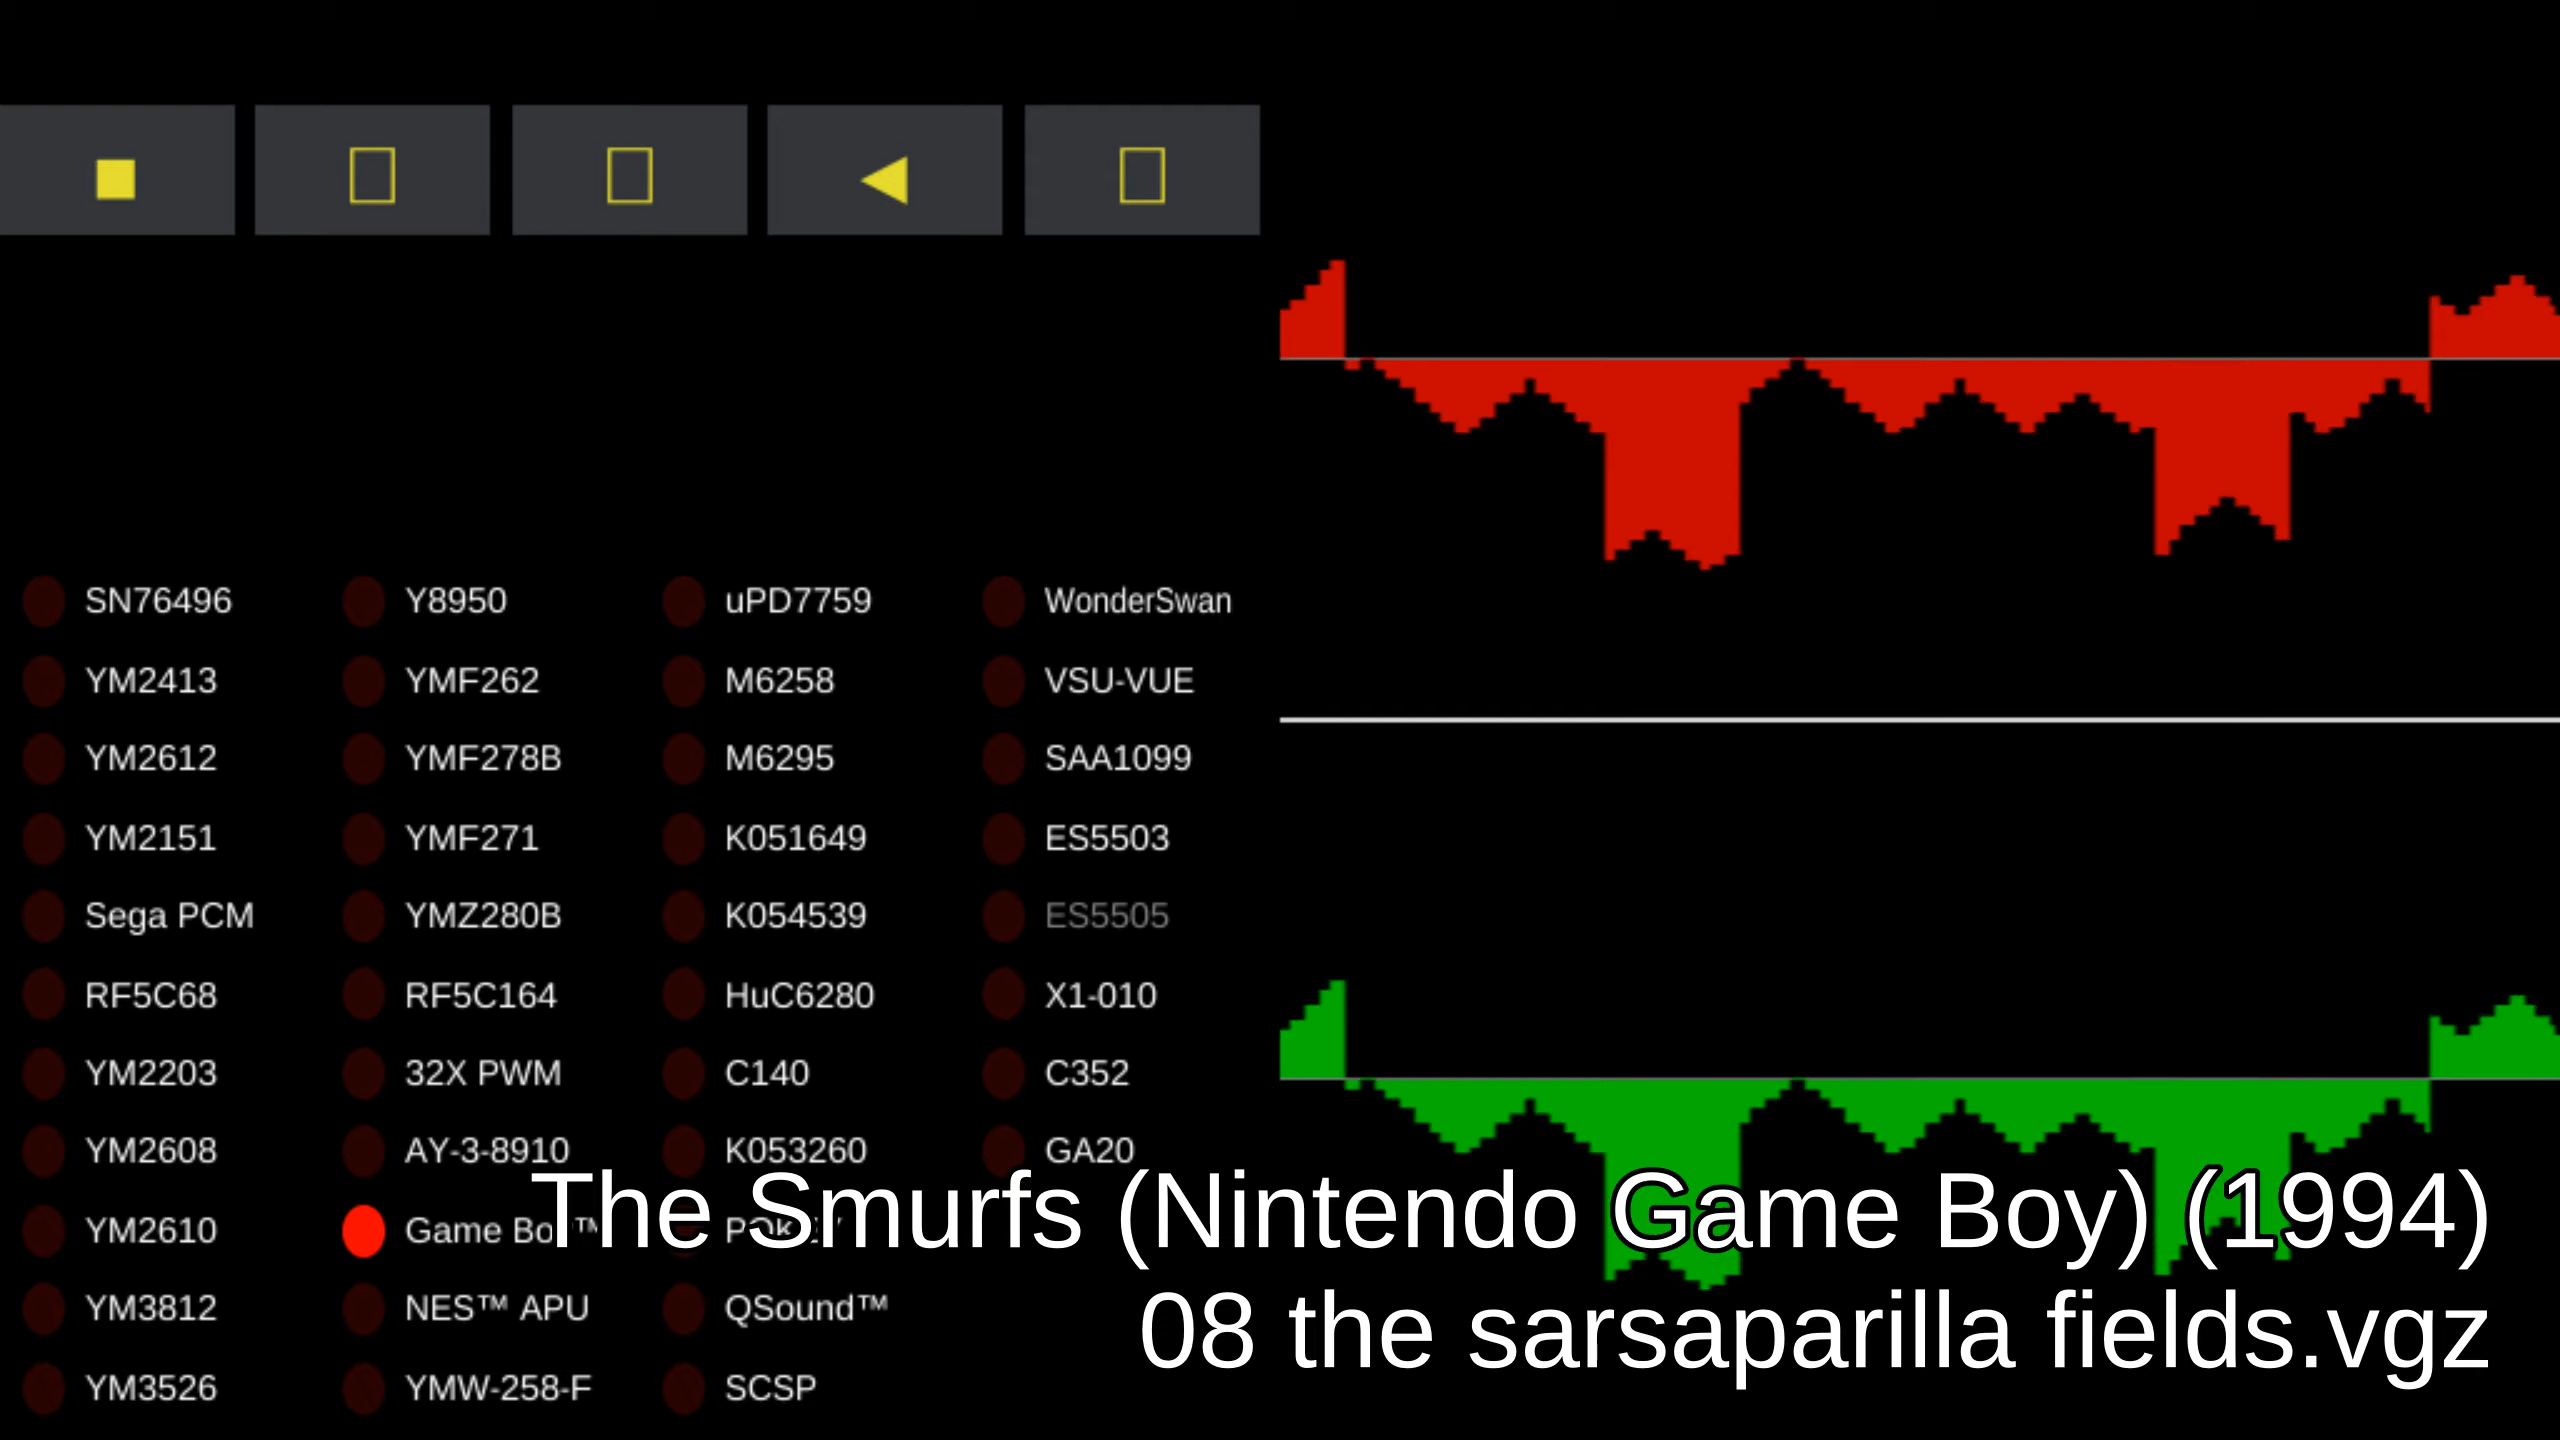 SN76496 Y8950 uPD7759 WonderSwan
YM2413 YMF262 M6258 VSU-VUE
YM2612 YMF278B M6295 SAA1099
YM2151 YMF271 K051649 ES5503
Sega PCM YMZ280B K054539 ES5505
RF5C68 RF5C164 HuC6280 X1-010
YM2203 32X PWM C140 C352
YM2608 AY-3-8910 K053260 GA20
YM2610 Game Boy™
YM3812 NES™ APU QSound™
YM3526 YMW-258-F SCSP
The Smurfs (Nintendo Game Boy) (1994)
08 the sarsaparilla fields.vgz